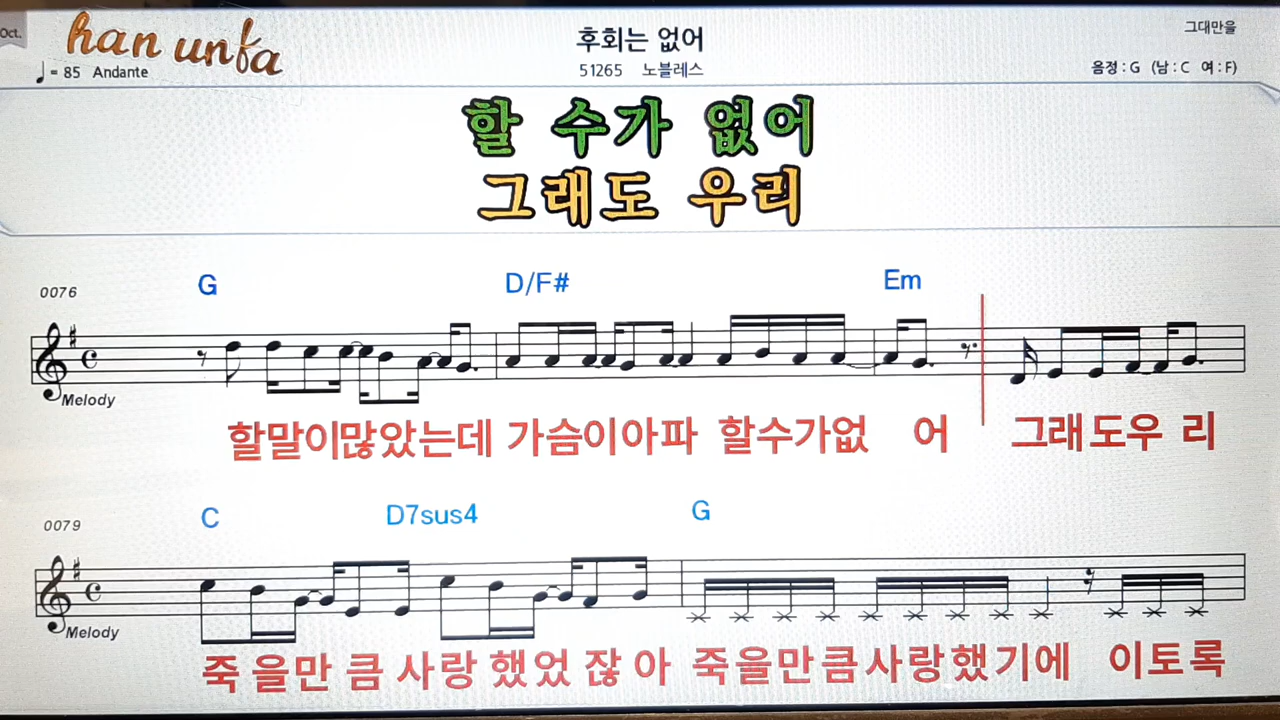 Oct.
han unfa
♩= 85 Andante
후회는 없어
51265 노블레스
그대만을
음정 : G (남 : C 여 : F)
할 수가 없어
그래도 우리
0076
G D/F# Em
Melody
할말이많았는데 가슴이아파 할수가없 어 그래도우 리
0079
C D7sus4 G
Melody
죽 을만 큼 사랑 했었 잖 아 죽을만큼사랑했기에 이토록